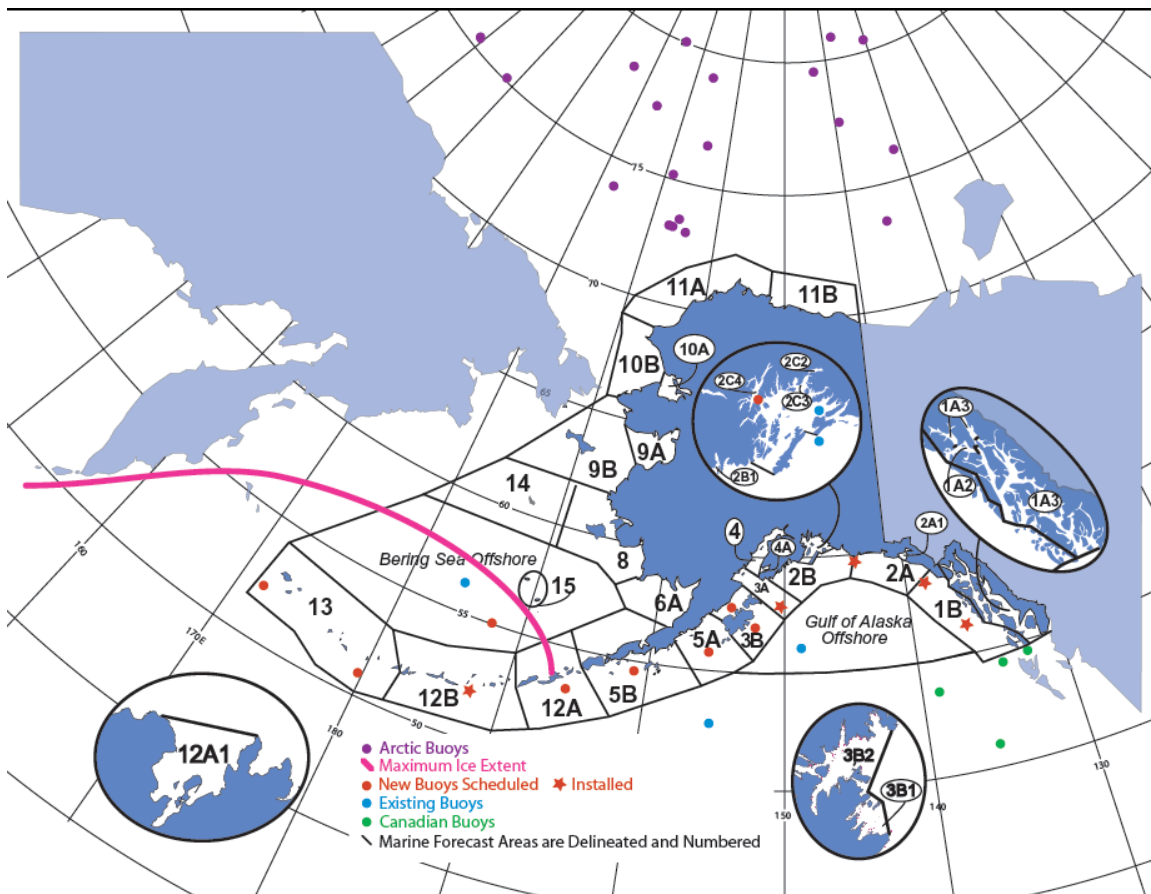 75
70
11A
11B
10A
10B
65
2C2
2C4
2C3
2B1
1A3
1A2
1A3
9A
9B
14
60
4
4A
2A1
8
Bering Sea Offshore
15
55
2B
2A
3A
6A
1B
160
13
Gulf of Alaska
Offshore
5A
3B
170E
12B
12A
5B
50
180
12A1
Arctic Buoys
Maximum Ice Extent
New Buoys Scheduled
Installed
Existing Buoys
Canadian Buoys
Marine Forecast Areas are Delineated and Numbered
3B2
3B1
150
140
130